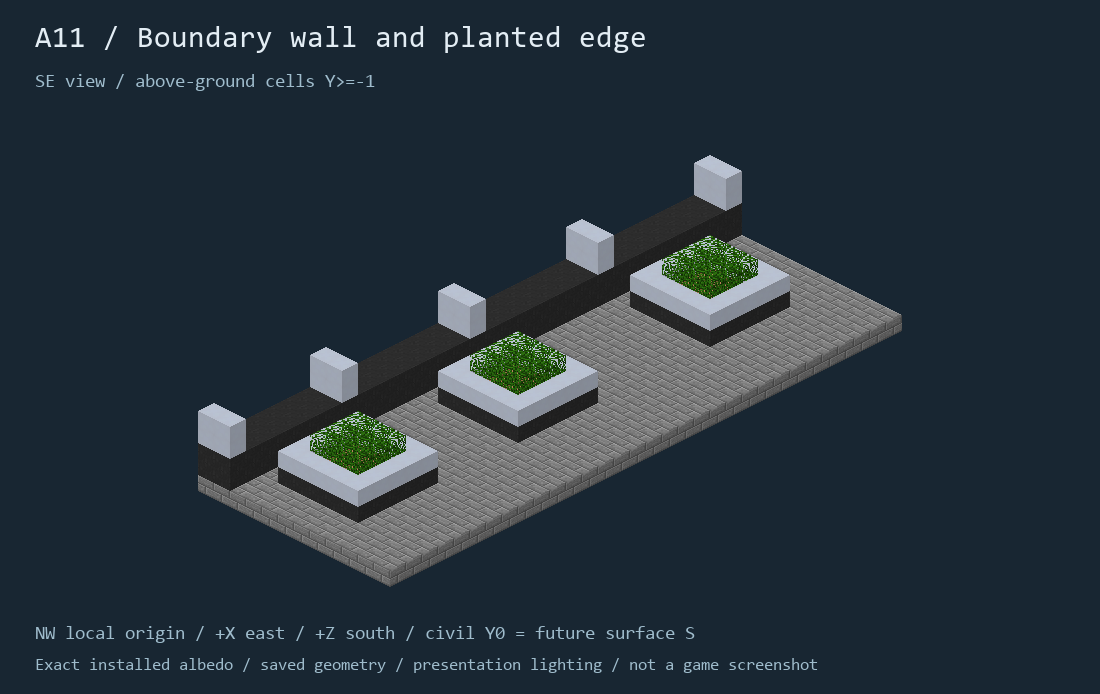 A11 / Boundary wall and planted edge
SE view / above-ground cells Y>=-1
NW local origin / +X east / +Z south / civil Y0 = future surface S
Exact installed albedo / saved geometry / presentation lighting / not a game screenshot